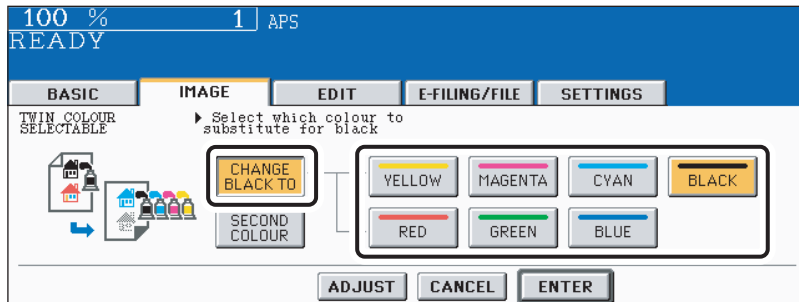 100 % 1 APS
READY
BASIC IMAGE EDIT E-FILING/FILE SETTINGS
TWIN COLOUR
SELECTABLE
Select which colour to
substitute for black
CHANGE
BLACK TO
YELLOW MAGENTA CYAN BLACK
SECOND
COLOUR
RED GREEN BLUE
ADJUST CANCEL ENTER